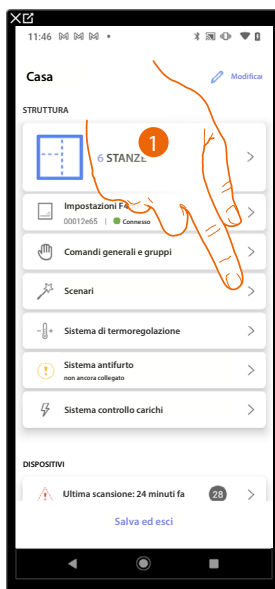 11:46
Casa
Modificar
STRUTTURA
6 STANZE
1
Impostazioni F4
00012e65 | Connesso
Comandi generali e gruppi
Scenari
Sistema di termoregolazione
Sistema antifurto
non ancora collegato
Sistema controllo carichi
DISPOSITIVI
Ultima scansione: 24 minuti fa
28
Salva ed esci